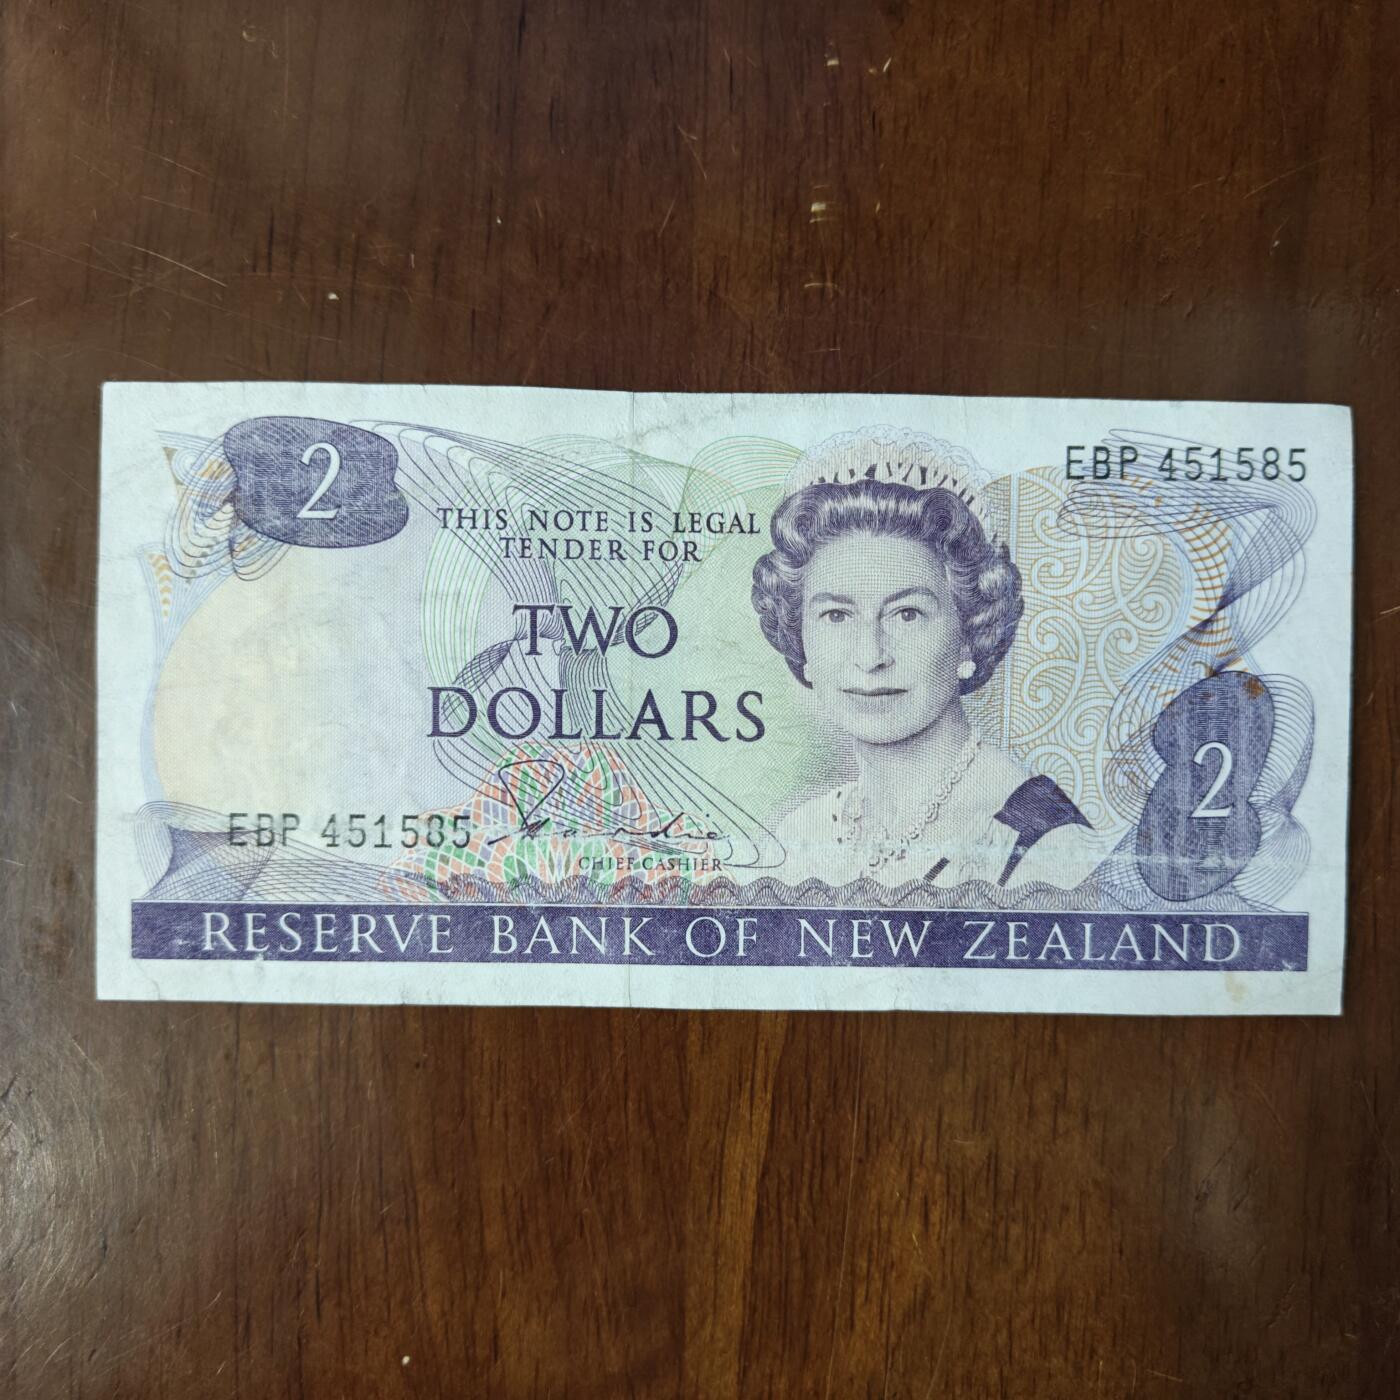 2
EBP 451585
THIS NOTE IS LEGAL
TENDER FOR
TWO
DOLLARS
2
EBP 451585
CHIEF CASHIER
RESERVE BANK OF NEW ZEALAND